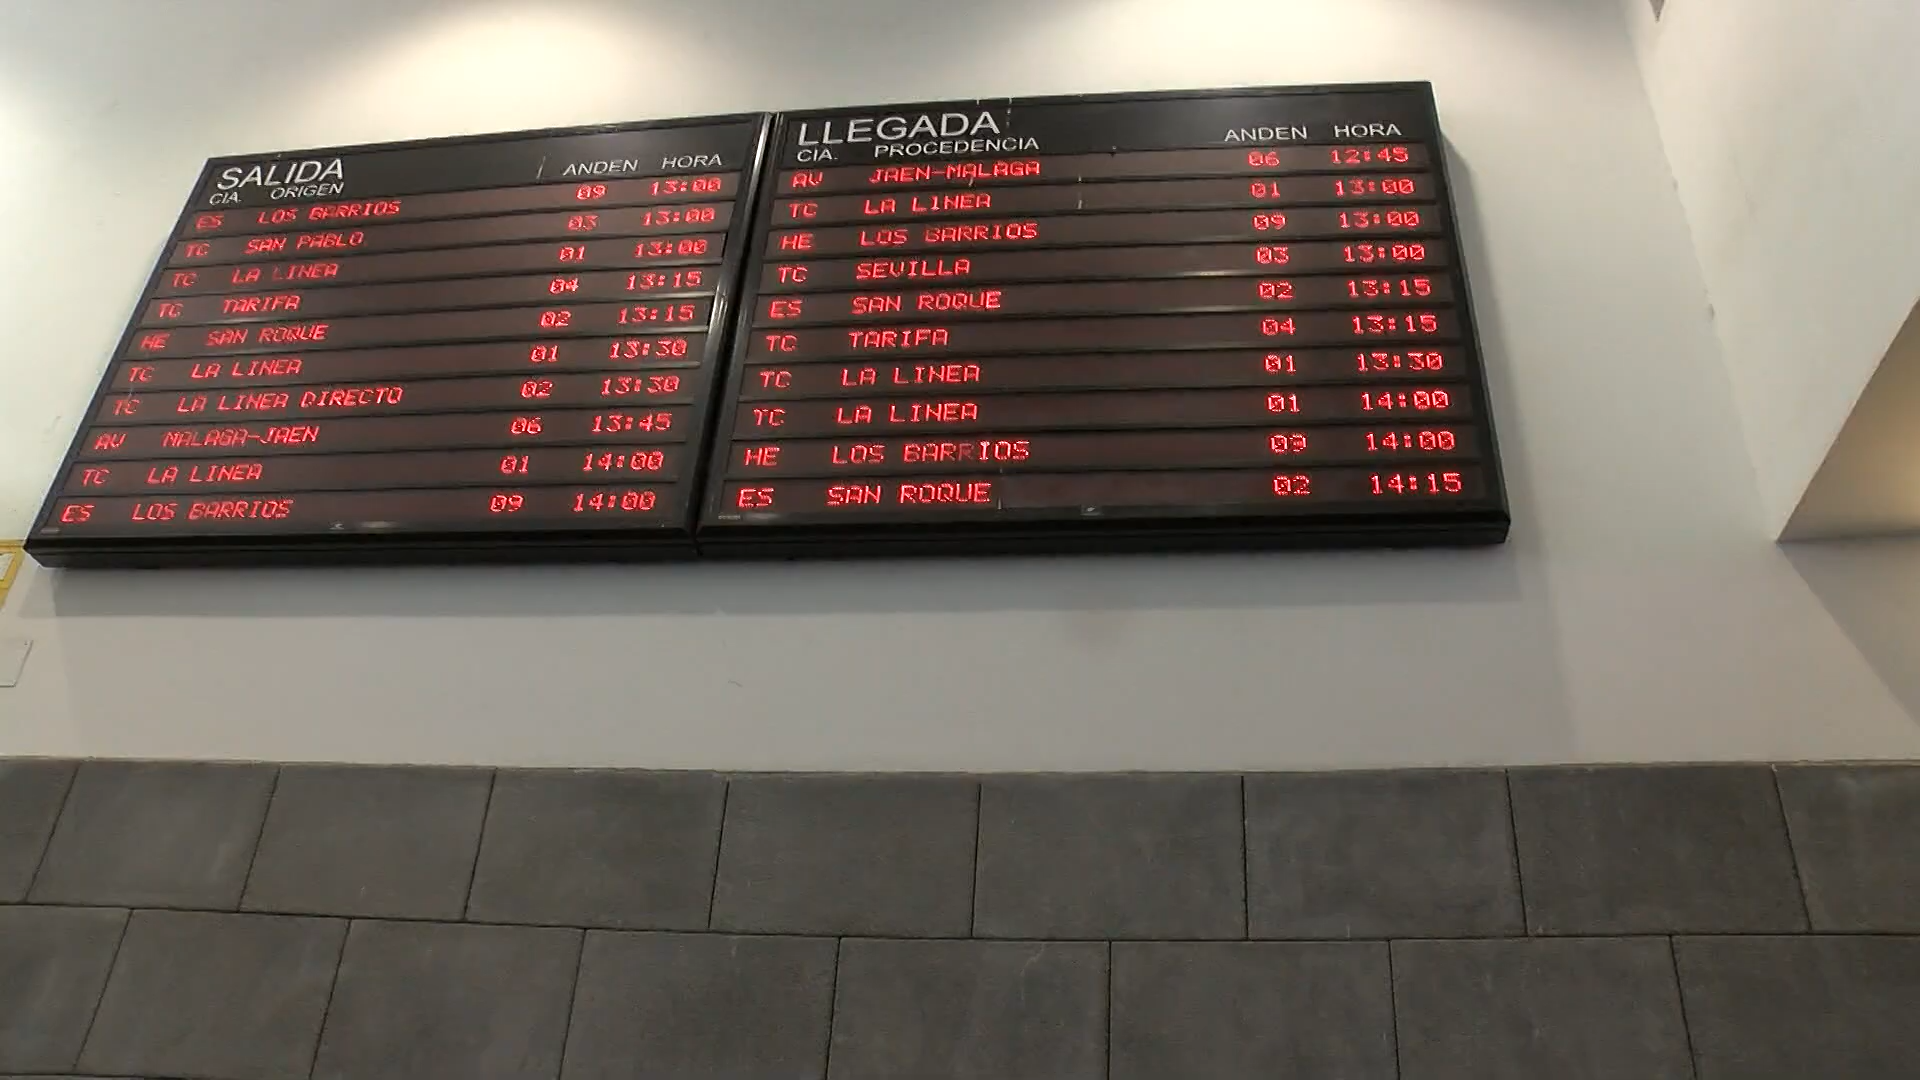 SALIDA
CIA. ORIGEN ANDEN HORA
ES LOS BARRIOS 09 13:00
TC SAN PABLO 03 13:00
TC LA LINEA 01 13:00
TC TARIFA 04 13:15
HE SAN ROQUE 02 13:15
TC LA LINEA 01 13:30
TC LA LINEA DIRECTO 02 13:30
AV MALAGA-JAEN 06 13:45
TC LA LINEA 01 14:00
ES LOS BARRIOS 09 14:00
LLEGADA
CIA. PROCEDENCIA ANDEN HORA
AV JAEN-MALAGA 06 12:45
TC LA LINEA 01 13:00
HE LOS BARRIOS 09 13:00
TC SEVILLA 03 13:00
ES SAN ROQUE 02 13:15
TC TARIFA 04 13:15
TC LA LINEA 01 13:30
TC LA LINEA 01 14:00
HE LOS BARRIOS 09 14:00
ES SAN ROQUE 02 14:15